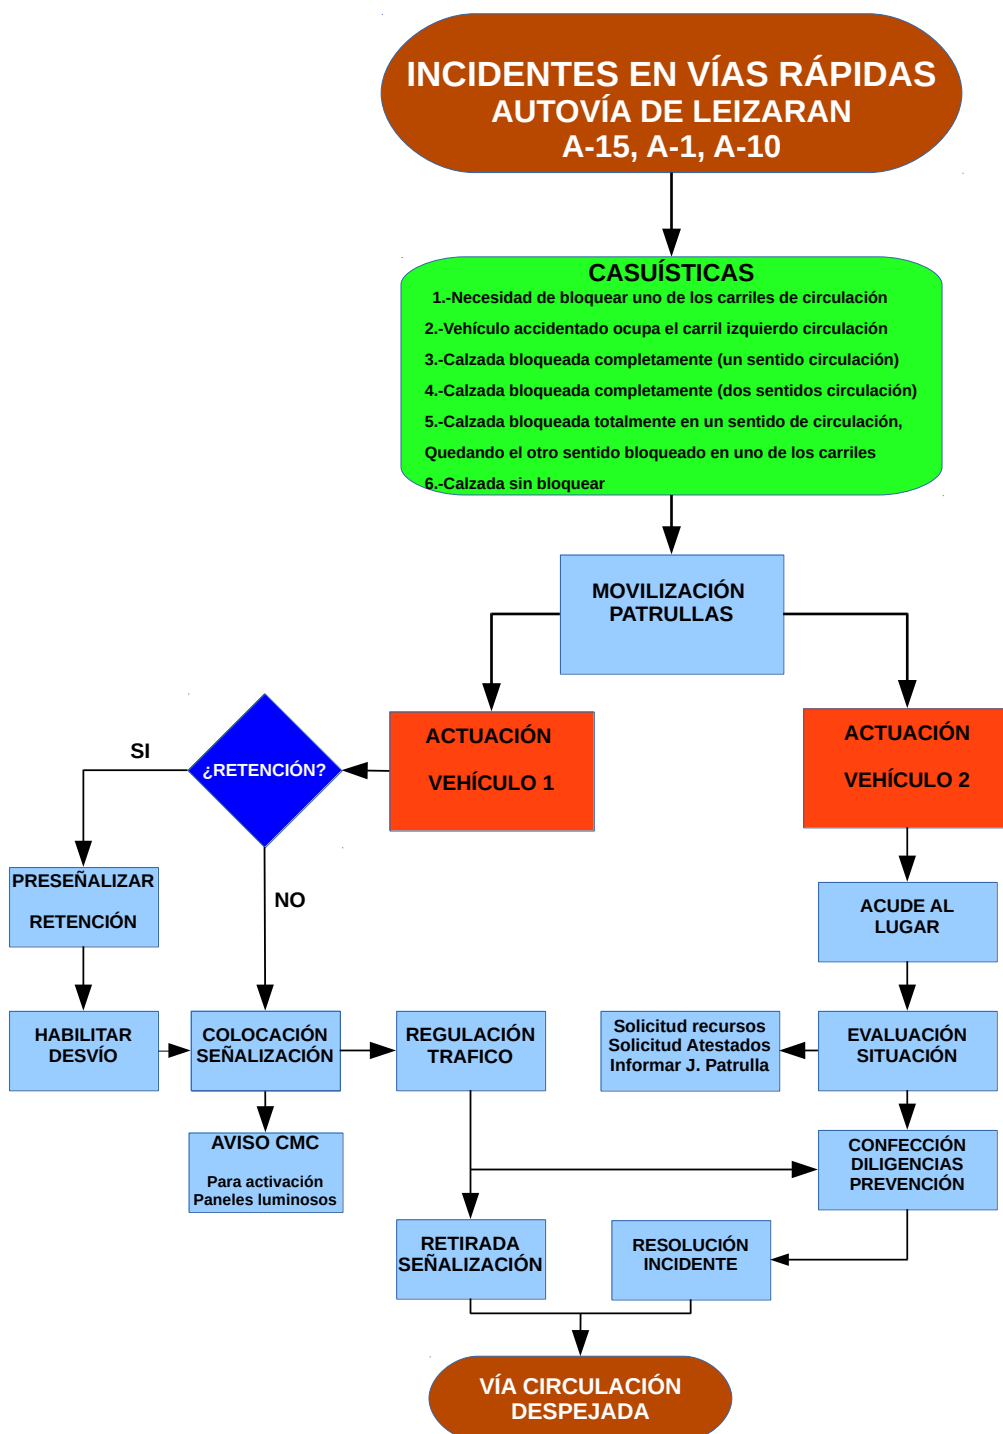 INCIDENTES EN VÍAS RÁPIDAS
AUTOVÍA DE LEIZARAN
A-15, A-1, A-10
CASUÍSTICAS
1.-Necesidad de bloquear uno de los carriles de circulación
2.-Vehículo accidentado ocupa el carril izquierdo circulación
3.-Calzada bloqueada completamente (un sentido circulación)
4.-Calzada bloqueada completamente (dos sentidos circulación)
5.-Calzada bloqueada totalmente en un sentido de circulación,
Quedando el otro sentido bloqueado en uno de los carriles
6.-Calzada sin bloquear
MOVILIZACIÓN
PATRULLAS
ACTUACIÓN
VEHÍCULO 1
ACTUACIÓN
VEHÍCULO 2
SI
¿RETENCIÓN?
NO
PRESEÑALIZAR
RETENCIÓN
ACUDE AL
LUGAR
HABILITAR
DESVÍO
COLOCACIÓN
SEÑALIZACIÓN
REGULACIÓN
TRAFICO
Solicitud recursos
Solicitud Atestados
Informar J. Patrulla
EVALUACIÓN
SITUACIÓN
AVISO CMC
Para activación
Paneles luminosos
CONFECCIÓN
DILIGENCIAS
PREVENCIÓN
RETIRADA
SEÑALIZACIÓN
RESOLUCIÓN
INCIDENTE
VÍA CIRCULACIÓN
DESPEJADA